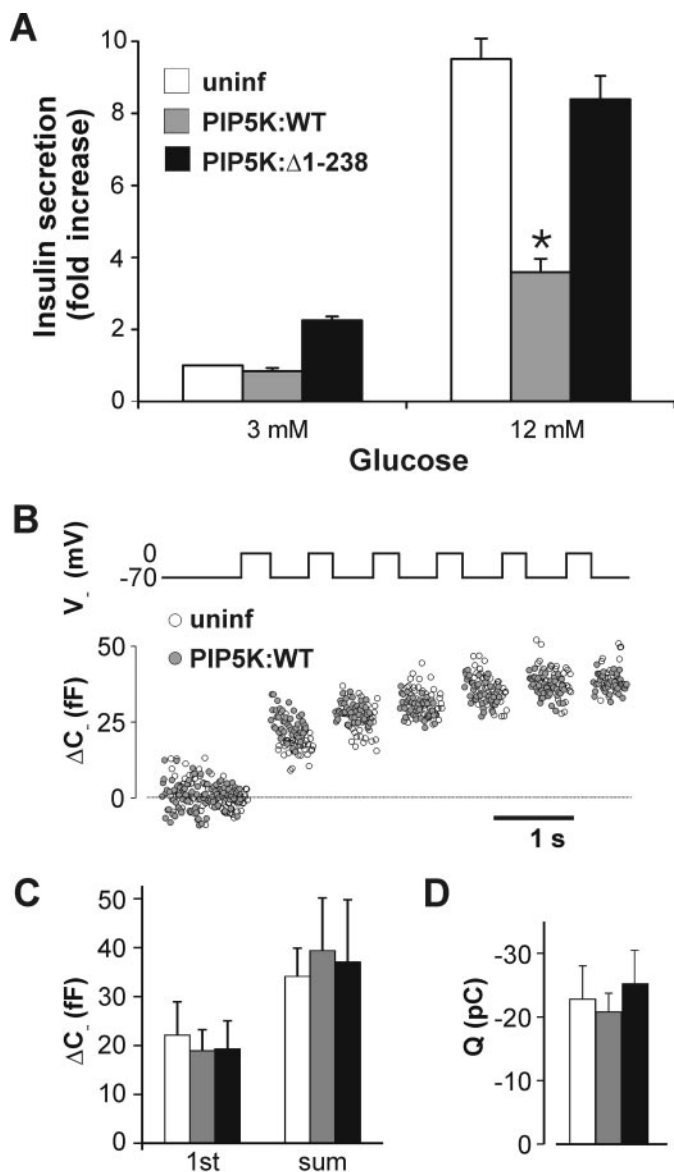 A
Insulin secretion
(fold increase)
10
8
6
4
2
0
uninf
PIP5K:WT
PIP5K:Δ1-238
*
3 mM
12 mM
Glucose
B
V_ (mV)
0
-70
uninf
PIP5K:WT
ΔC_ (fF)
50
25
0
1 s
C
ΔC_ (fF)
50
40
30
20
10
0
1st
sum
D
Q (pC)
-30
-20
-10
0